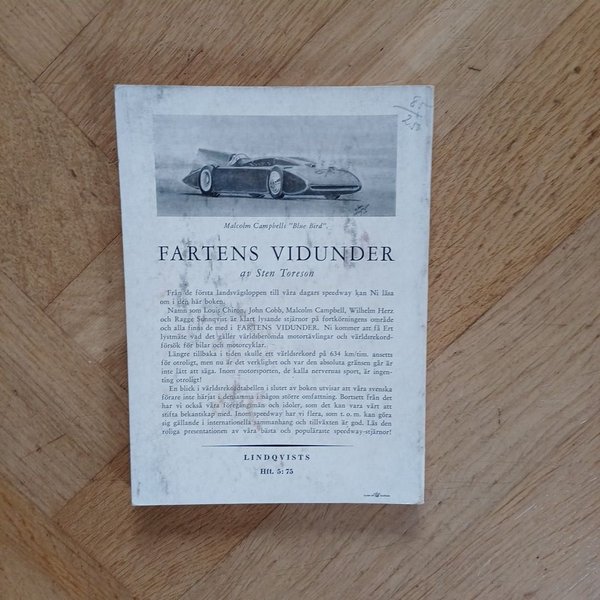 85
250
Malcolm Campbells "Blue Bird".
FARTENS VIDUNDER
av Sten Toreson
Från de första landsvägsloppen till våra dagars speedway kan Ni läsa
om i den här boken.
Namn som Louis Chiron, John Cobb, Malcolm Campbell, Wilhelm Herz
och Ragge Sunnqvist är klart lysande stjärnor på fortkörningens område
och alla finns de med i FARTENS VIDUNDER. Ni kommer att få Ert
lystmäte vad det gäller världsberömda motortävlingar och världsrekord-
försök för bilar och motorcyklar.
Längre tillbaka i tiden skulle ett världsrekord på 634 km/tim. ansetts
för otroligt, men nu är det verklighet och var den absoluta gränsen går är
inte lätt att säga. Inom motorsporten, de kalla nervernas sport, är ingen-
ting otroligt!
En blick i världsrekordtabellen i slutet av boken utvisar att våra svenska
förare inte härjat i densamma i någon större omfattning. Bortsett från det
har vi också våra föregångsmän och idoler, som det kan vara värt att
stifta bekantskap med. Inom speedway har vi flera, som t. o. m. kan göra
sig gällande i internationella sammanhang och tillväxten är god. Läs den
roliga presentationen av våra bästa och populäraste speedway-stjärnor!
LINDQVISTS
Hft. 5:75